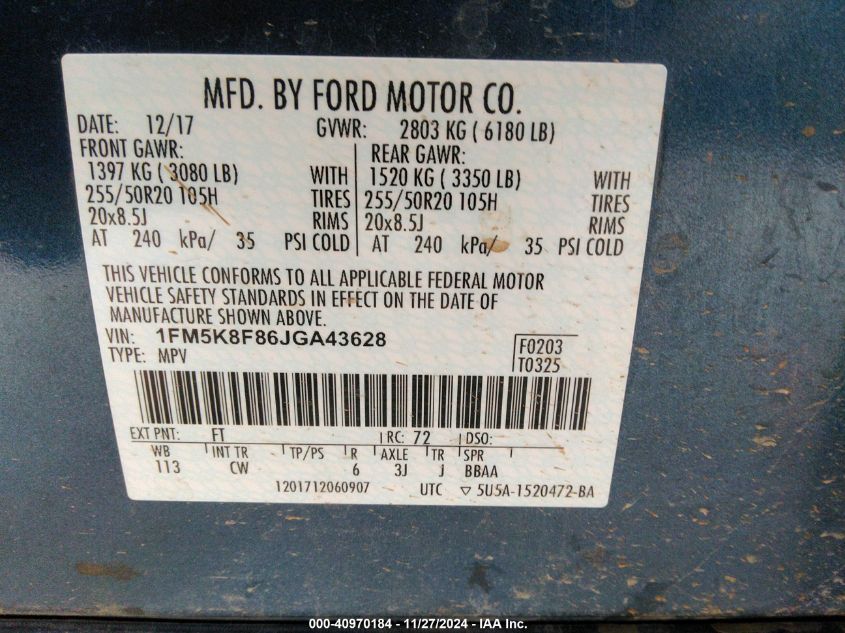 MFD. BY FORD MOTOR CO.
DATE: 12/17 GVWR: 2803 KG ( 6180 LB)
FRONT GAWR: REAR GAWR:
1397 KG ( 3080 LB) WITH 1520 KG ( 3350 LB) WITH
255/50R20 105H TIRES 255/50R20 105H TIRES
20x8.5J RIMS 20x8.5J RIMS
AT 240 kPa/ 35 PSI COLD AT 240 kPa/ 35 PSI COLD
THIS VEHICLE CONFORMS TO ALL APPLICABLE FEDERAL MOTOR
VEHICLE SAFETY STANDARDS IN EFFECT ON THE DATE OF
MANUFACTURE SHOWN ABOVE.
VIN: 1FM5K8F86JGA43628 F0203
TYPE: MPV T0325
EXT PNT: FT RC: 72 DSO:
WB INT TR TP/PS R AXLE TR SPR
113 CW 6 3J J BBAA
1201712060907 UTC ▽ 5U5A-1520472-BA
000-40970184 - 11/27/2024 - IAA Inc.